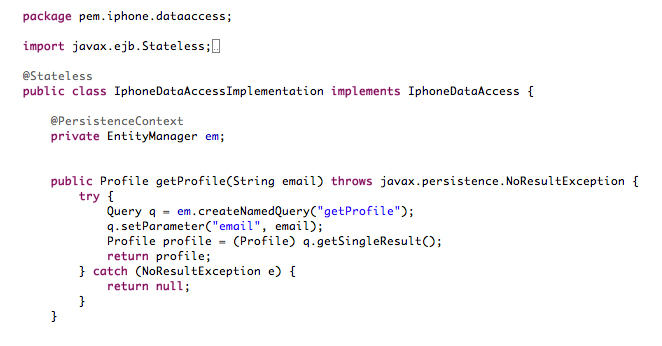 package pem.iphone.dataaccess;
import javax.ejb.Stateless;
@Stateless
public class IphoneDataAccessImplementation implements IphoneDataAccess {
@PersistenceContext
private EntityManager em;
public Profile getProfile(String email) throws javax.persistence.NoResultException {
try {
Query q = em.createNamedQuery("getProfile");
q.setParameter("email", email);
Profile profile = (Profile) q.getSingleResult();
return profile;
} catch (NoResultException e) {
return null;
}
}